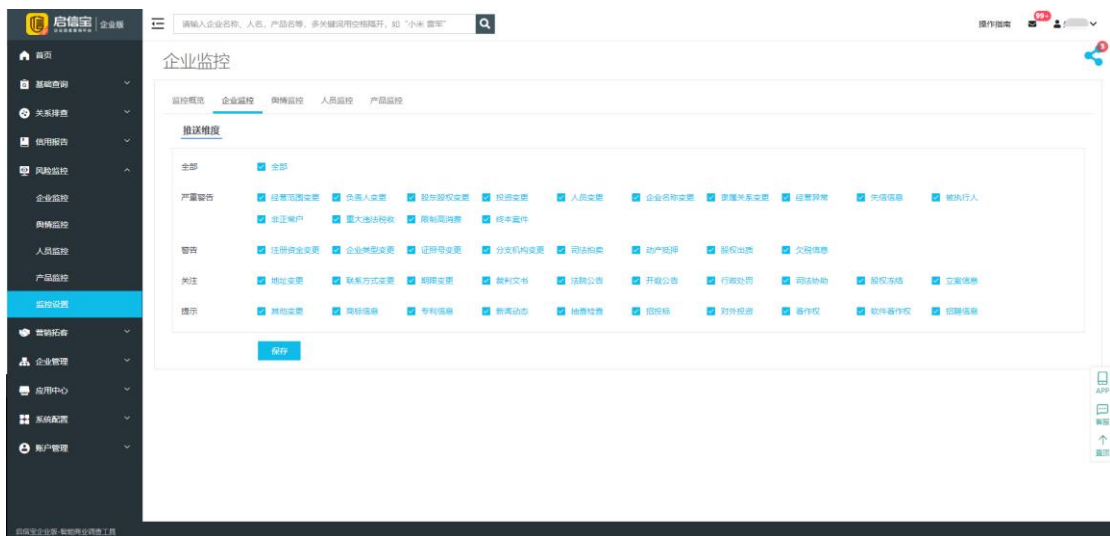 启信宝 企业版
请输入企业名称、人名、产品名等，多关键词用空格隔开，如“小米 雷军”
操作指南
99+
首页
基础查询
关系排查
信用报告
风险监控
企业监控
舆情监控
人员监控
产品监控
监控设置
营销拓客
企业管理
应用中心
系统配置
账户管理
启信宝企业版-智能商业调查工具
企业监控
3
监控概览 企业监控 舆情监控 人员监控 产品监控
推送维度
全部 全部
严重警告 经营范围变更 负责人变更 股东股权变更 投资变更 人员变更 企业名称变更 隶属关系变更 经营异常 失信信息 被执行人
非正常户 重大违法税收 限制高消费 终本案件
警告 注册资金变更 企业类型变更 证照号变更 分支机构变更 司法拍卖 动产抵押 股权出质 欠税信息
关注 地址变更 联系方式变更 期限变更 裁判文书 法院公告 开庭公告 行政处罚 司法协助 股权冻结 立案信息
提示 其他变更 商标信息 专利信息 新闻动态 抽查检查 招投标 对外投资 著作权 软件著作权 招聘信息
保存
APP
客服
置顶